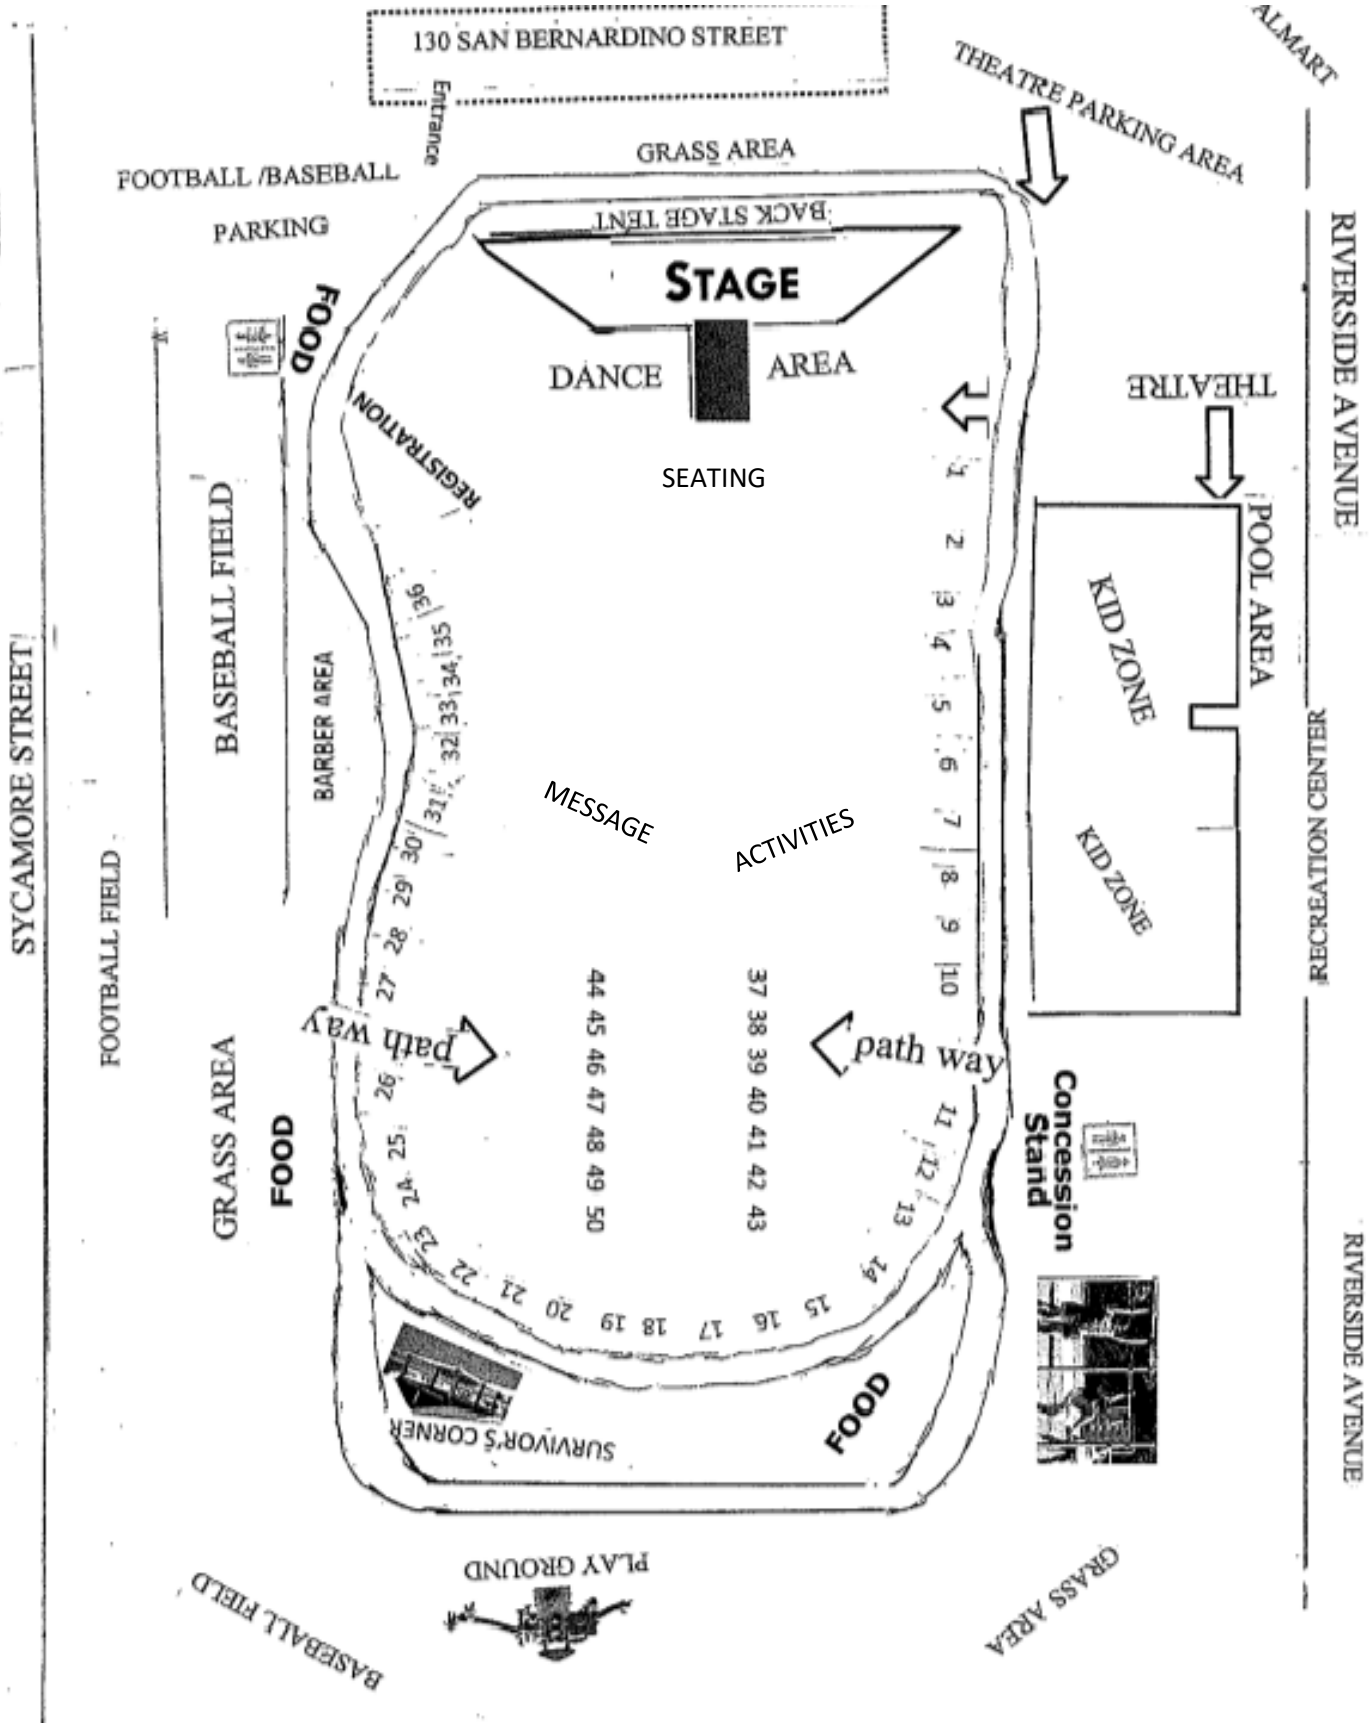 130 SAN BERNARDINO STREET
ALMART
THEATRE PARKING AREA
Entrance
GRASS AREA
FOOTBALL /BASEBALL
PARKING
BACK STAGE TENT
STAGE
DANCE
AREA
FOOD
REGISTRATION
SEATING
THEATRE
RIVERSIDE AVENUE
POOL AREA
KID ZONE
KID ZONE
RECREATION CENTER
1
2
3
4
5
6
7
8
9
10
path way
11
12
13
14
15
16
17
18
19
20
21
22
23
24
25
26
path way
27
28
29
30
31
32
33
34
35
36
BASEBALL FIELD
BARBER AREA
SYCAMORE STREET
FOOTBALL FIELD
MESSAGE
ACTIVITIES
44 45 46 47 48 49 50
37 38 39 40 41 42 43
GRASS AREA
FOOD
Concession
Stand
RIVERSIDE AVENUE
SURVIVOR'S CORNER
FOOD
PLAY GROUND
BASEBALL FIELD
GRASS AREA